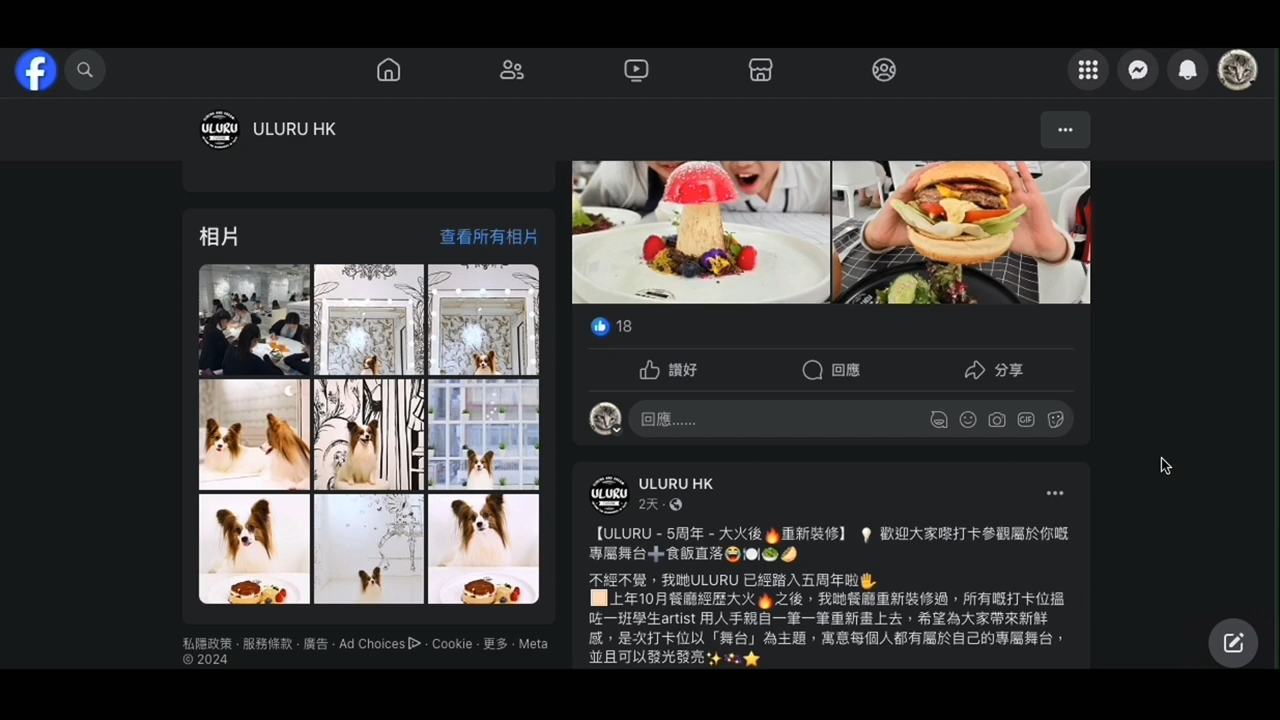 ULURU HK
相片
查看所有相片
私隱政策 · 服務條款 · 廣告 · Ad Choices · Cookie · 更多 · Meta
© 2024
18
讚好
回應
分享
回應......
GIF
ULURU HK
2天 ·
【ULURU - 5周年 - 大火後🔥重新裝修】 💡 歡迎大家嚟打卡參觀屬於你嘅
專屬舞台➕食飯直落😆🍽️🥗🥟
不經不覺，我哋ULURU 已經踏入五周年啦🖐
上年10月餐廳經歷大火🔥之後，我哋餐廳重新裝修過，所有嘅打卡位搵
咗一班學生artist 用人手親自一筆一筆重新畫上去，希望為大家帶來新鮮
感，是次打卡位以「舞台」為主題，寓意每個人都有屬於自己的專屬舞台，
並且可以發光發亮✨🌌⭐